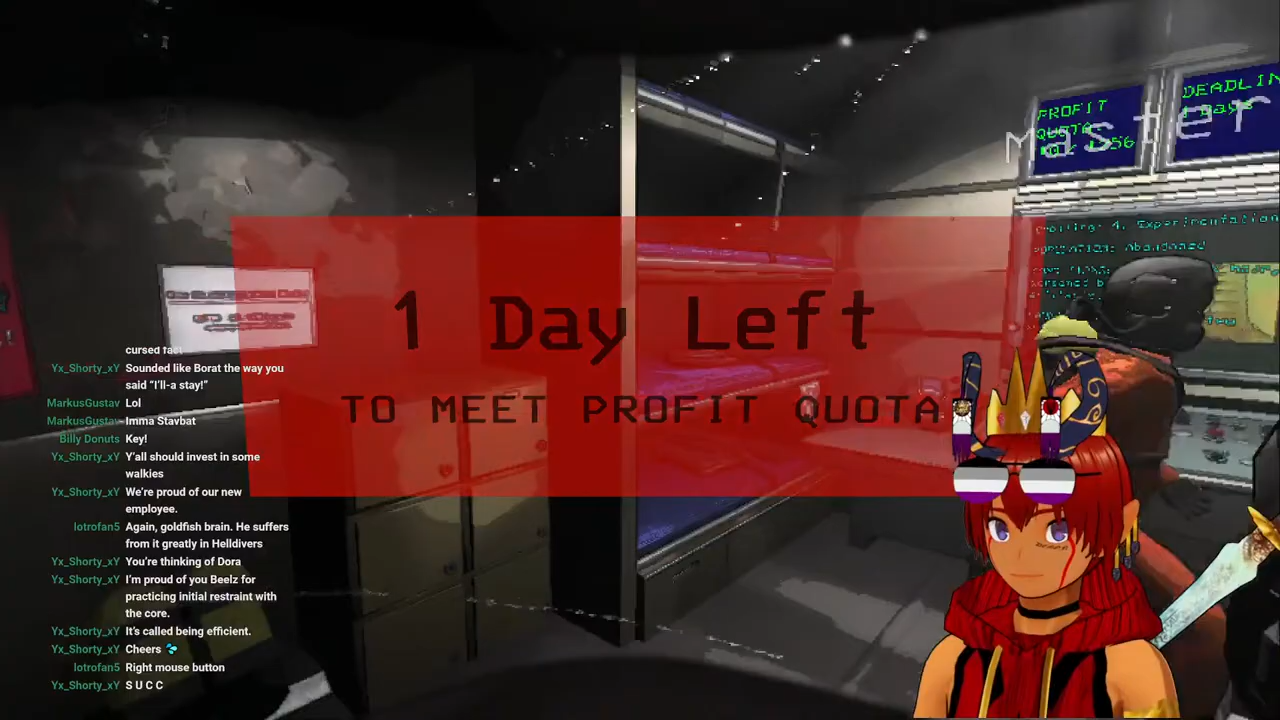 PROFIT
QUOTA:
DEADLIN
Master
Experimentation
Abandoned
1 Day Left
TO MEET PROFIT QUOTA
cursed fact
Yx_Shorty_xY Sounded like Borat the way you
said “I’ll-a stay!”
MarkusGustav Lol
MarkusGustav Imma Stavbat
Billy Donuts Key!
Yx_Shorty_xY Y’all should invest in some
walkies
Yx_Shorty_xY We’re proud of our new
employee.
lotrofan5 Again, goldfish brain. He suffers
from it greatly in Helldivers
Yx_Shorty_xY You’re thinking of Dora
Yx_Shorty_xY I’m proud of you Beelz for
practicing initial restraint with
the core.
Yx_Shorty_xY It’s called being efficient.
Yx_Shorty_xY Cheers
lotrofan5 Right mouse button
Yx_Shorty_xY S U C C